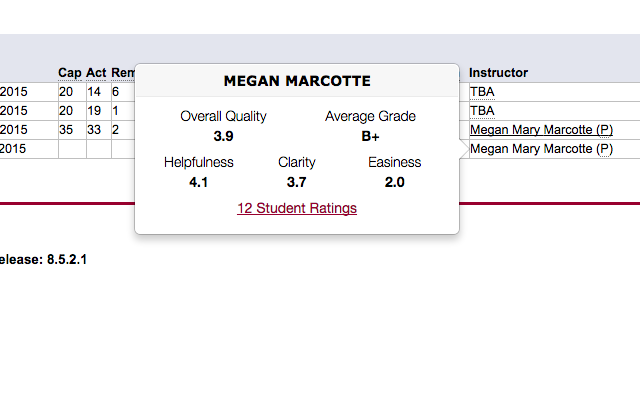 Cap Act Rem Instructor
2015 20 14 6 TBA
2015 20 19 1 TBA
2015 35 33 2 Megan Mary Marcotte (P)
2015 Megan Mary Marcotte (P)
MEGAN MARCOTTE
Overall Quality Average Grade
3.9 B+
Helpfulness Clarity Easiness
4.1 3.7 2.0
12 Student Ratings
elease: 8.5.2.1